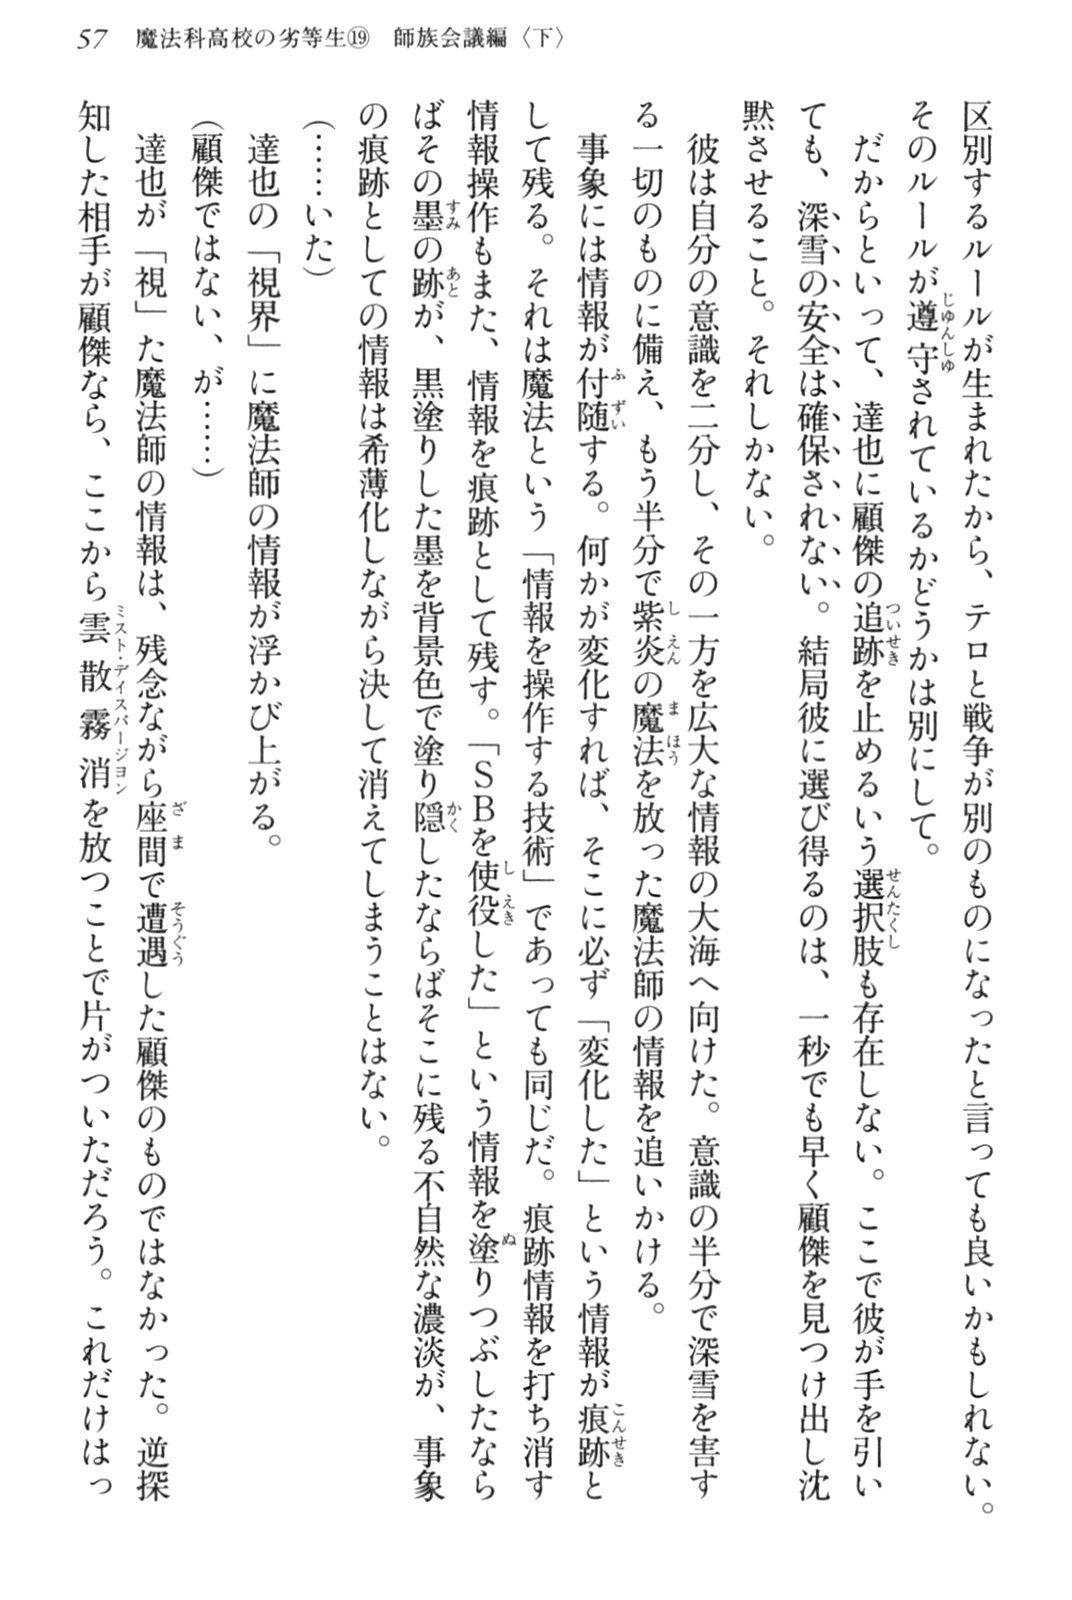 57　魔法科高校の劣等生⑲　師族会議編〈下〉
区別するルールが生まれたから、テロと戦争が別のものになったと言っても良いかもしれない。
そのルールが遵守されているかどうかは別にして。
　だからといって、達也に顧傑の追跡を止めるいう選択肢も存在しない。ここで彼が手を引い
ても、深雪の安全は確保されない。結局彼に選び得るのは、一秒でも早く顧傑を見つけ出し沈
黙させること。それしかない。
　彼は自分の意識を二分し、その一方を広大な情報の大海へ向けた。意識の半分で深雪を害す
る一切のものに備え、もう半分で紫炎の魔法を放った魔法師の情報を追いかける。
　事象には情報が付随する。何かが変化すれば、そこに必ず「変化した」という情報が痕跡と
して残る。それは魔法という「情報を操作する技術」であっても同じだ。痕跡情報を打ち消す
情報操作もまた、情報を痕跡として残す。「ＳＢを使役した」という情報を塗りつぶしたなら
ばその墨の跡が、黒塗りした墨を背景色で塗り隠したならばそこに残る不自然な濃淡が、事象
の痕跡としての情報は希薄化しながら決して消えてしまうことはない。
（……いた）
　達也の「視界」に魔法師の情報が浮かび上がる。
（顧傑ではない、が……）
　達也が「視」た魔法師の情報は、残念ながら座間で遭遇した顧傑のものではなかった。逆探
知した相手が顧傑なら、ここから雲散霧消を放つことで片がついただろう。これだけはっ